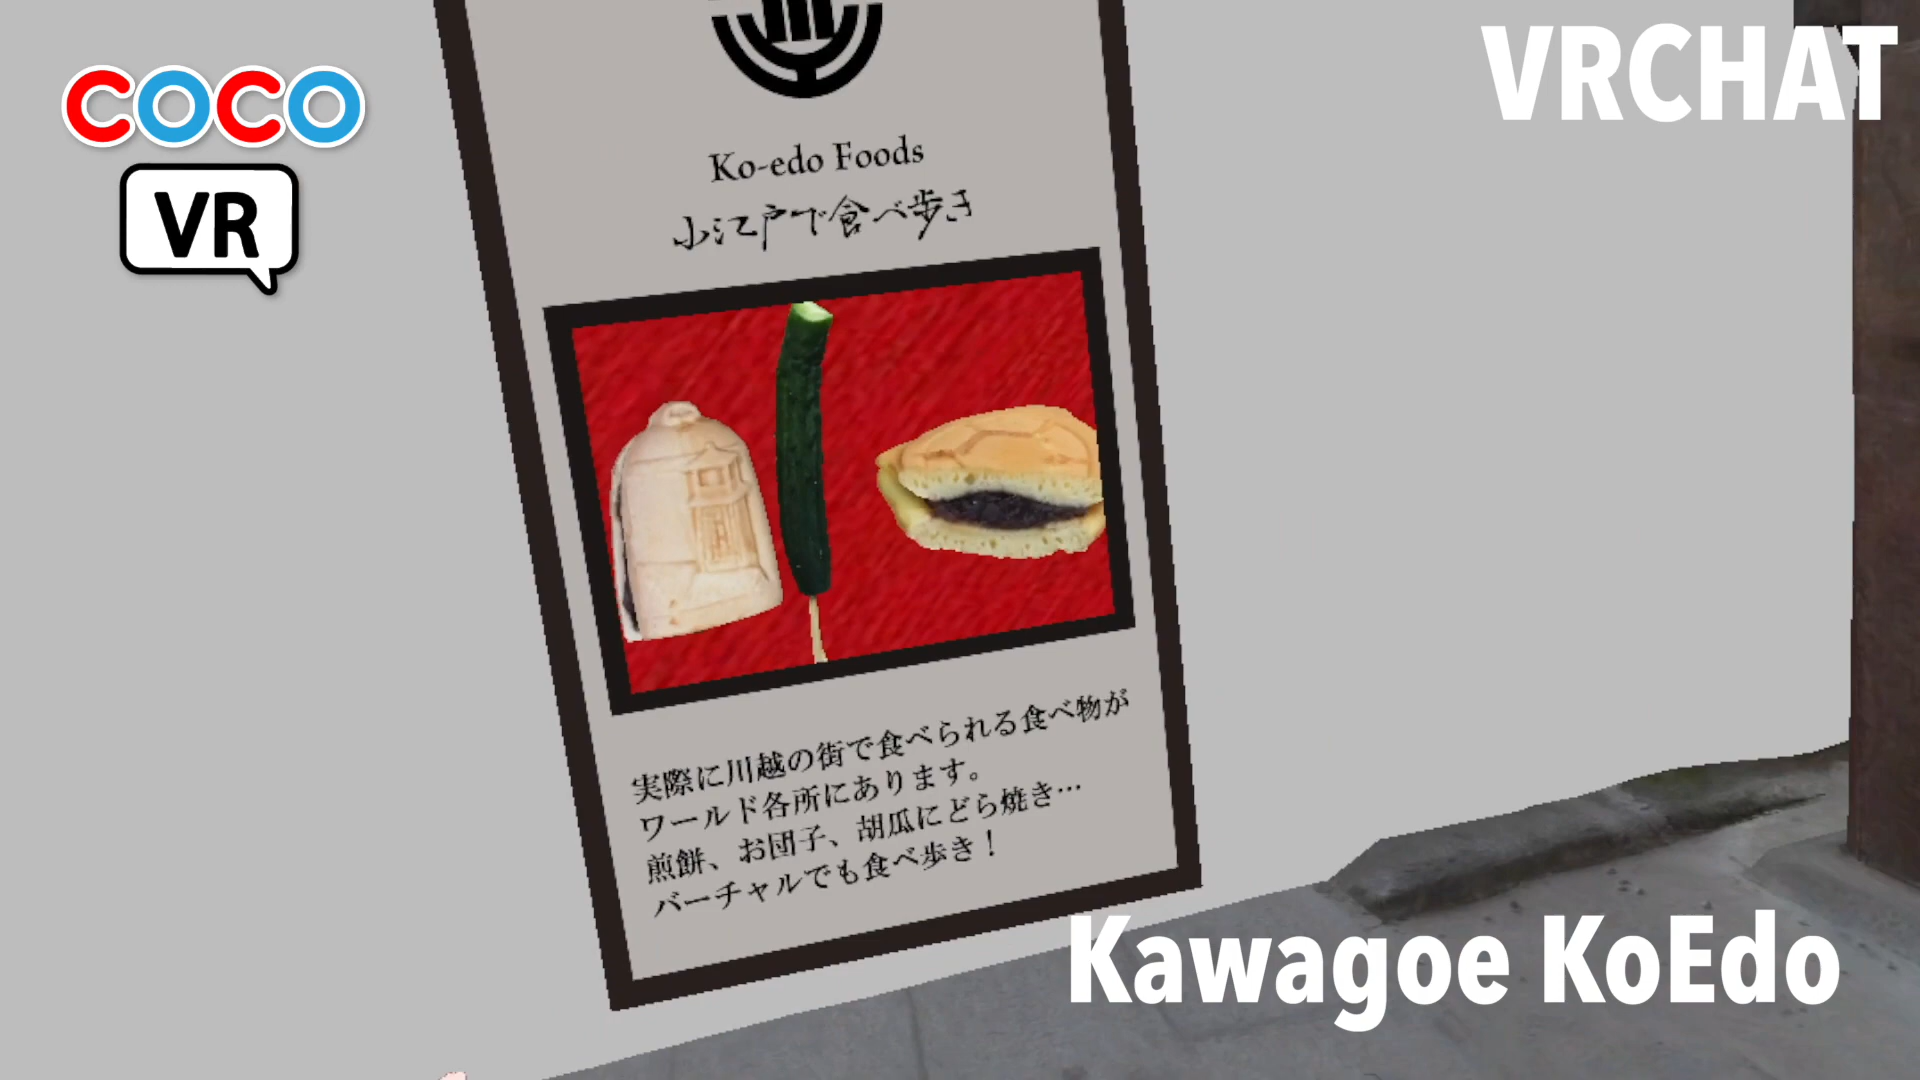 COCO
VR
VRCHAT
Ko-edo Foods
小江戸で食べ歩き
実際に川越の街で食べられる食べ物が
ワールド各所にあります。
煎餅、お団子、胡瓜にどら焼き…
バーチャルでも食べ歩き！
Kawagoe KoEdo